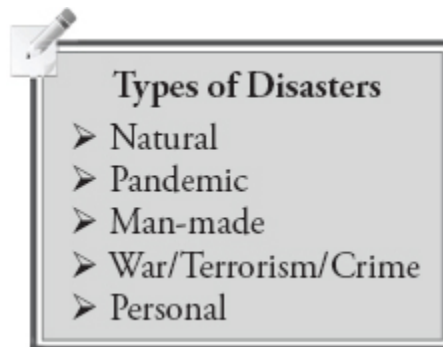 Types of Disasters
➤ Natural
➤ Pandemic
➤ Man-made
➤ War/Terrorism/Crime
➤ Personal